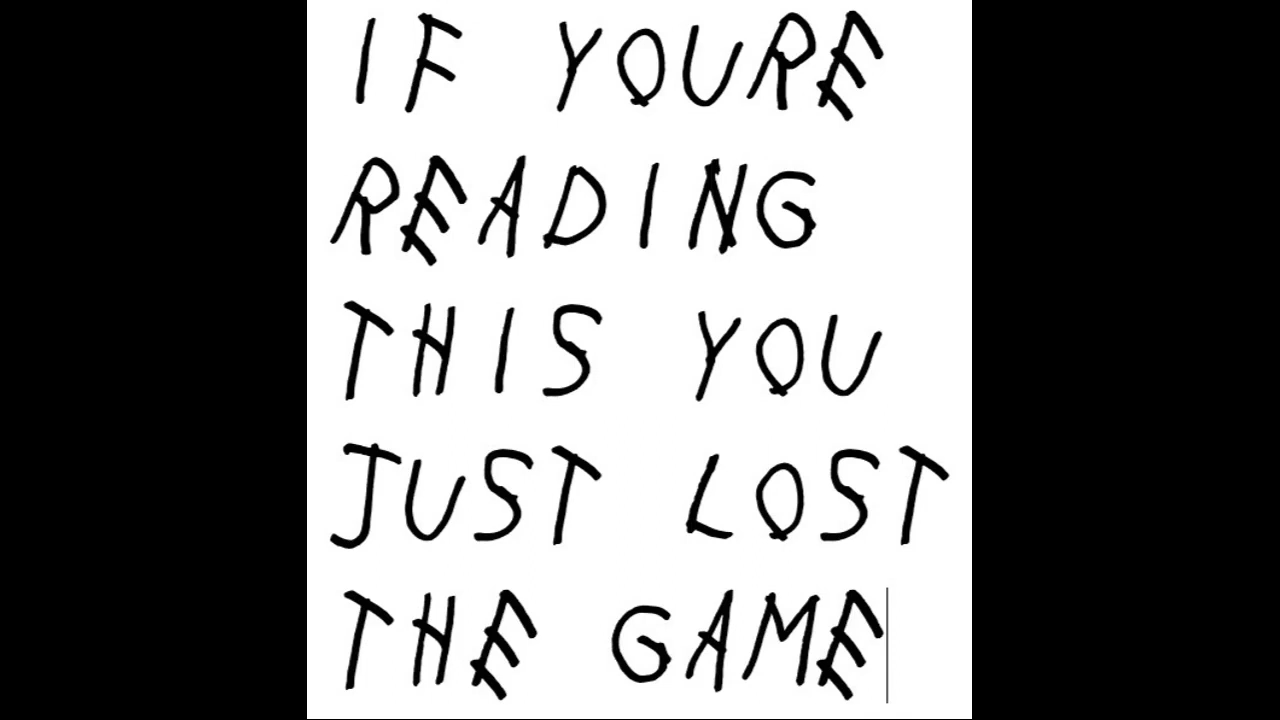 IF YOURE
READING
THIS YOU
JUST LOST
THE GAME